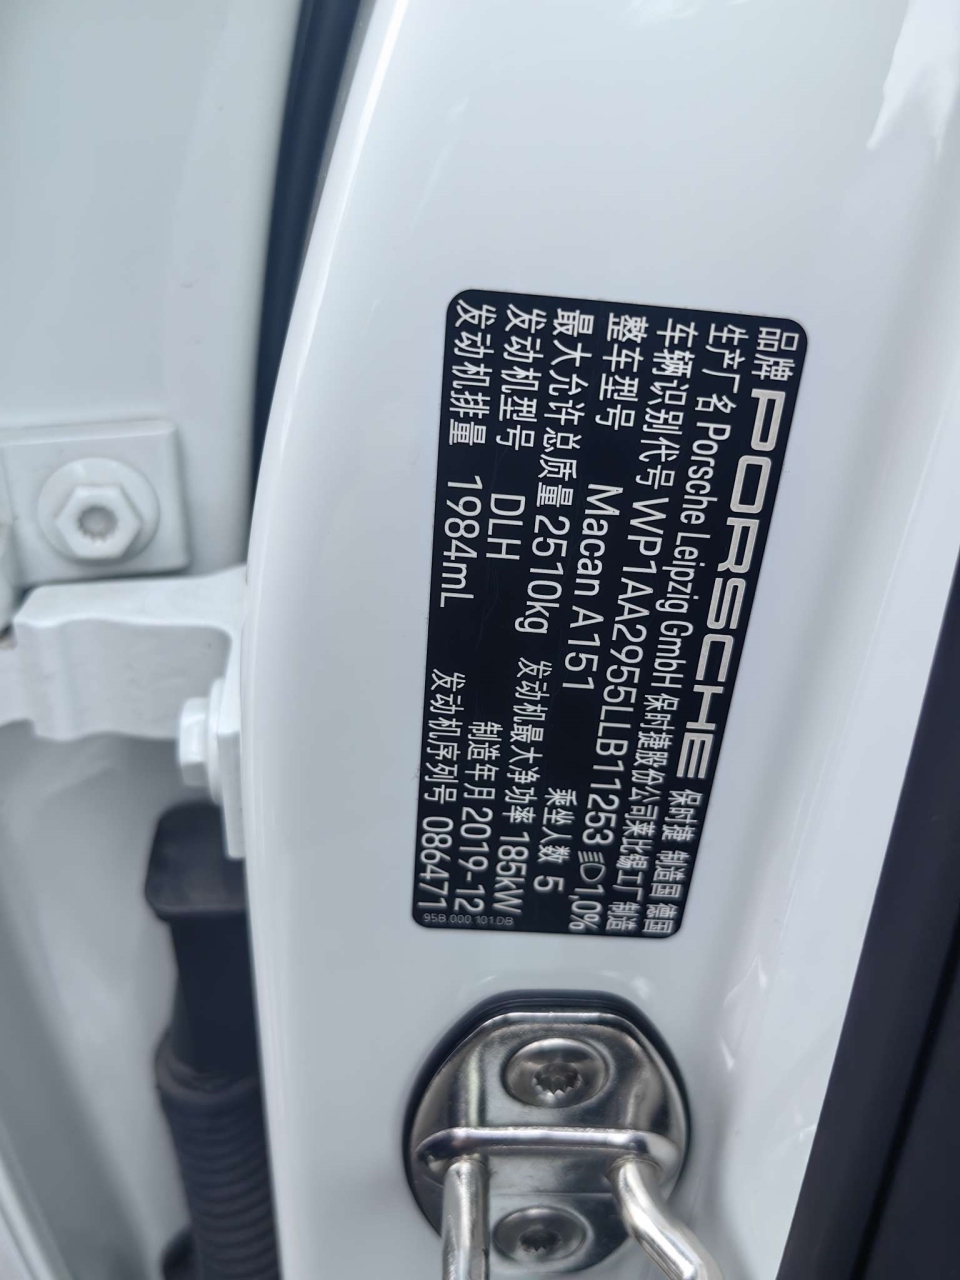 品牌 PORSCHE 保时捷 制造国 德国
生产厂名 Porsche Leipzig GmbH 保时捷股份公司莱比锡工厂 制造
车辆识别代号 WP1AA2955LLB11253 1,0%
整车型号 Macan A151 乘坐人数 5
最大允许总质量 2510kg 发动机最大净功率 185kW
发动机型号 DLH 制造年月 2019-12
发动机排量 1984mL 发动机序列号 086471
95B 000 101 DB